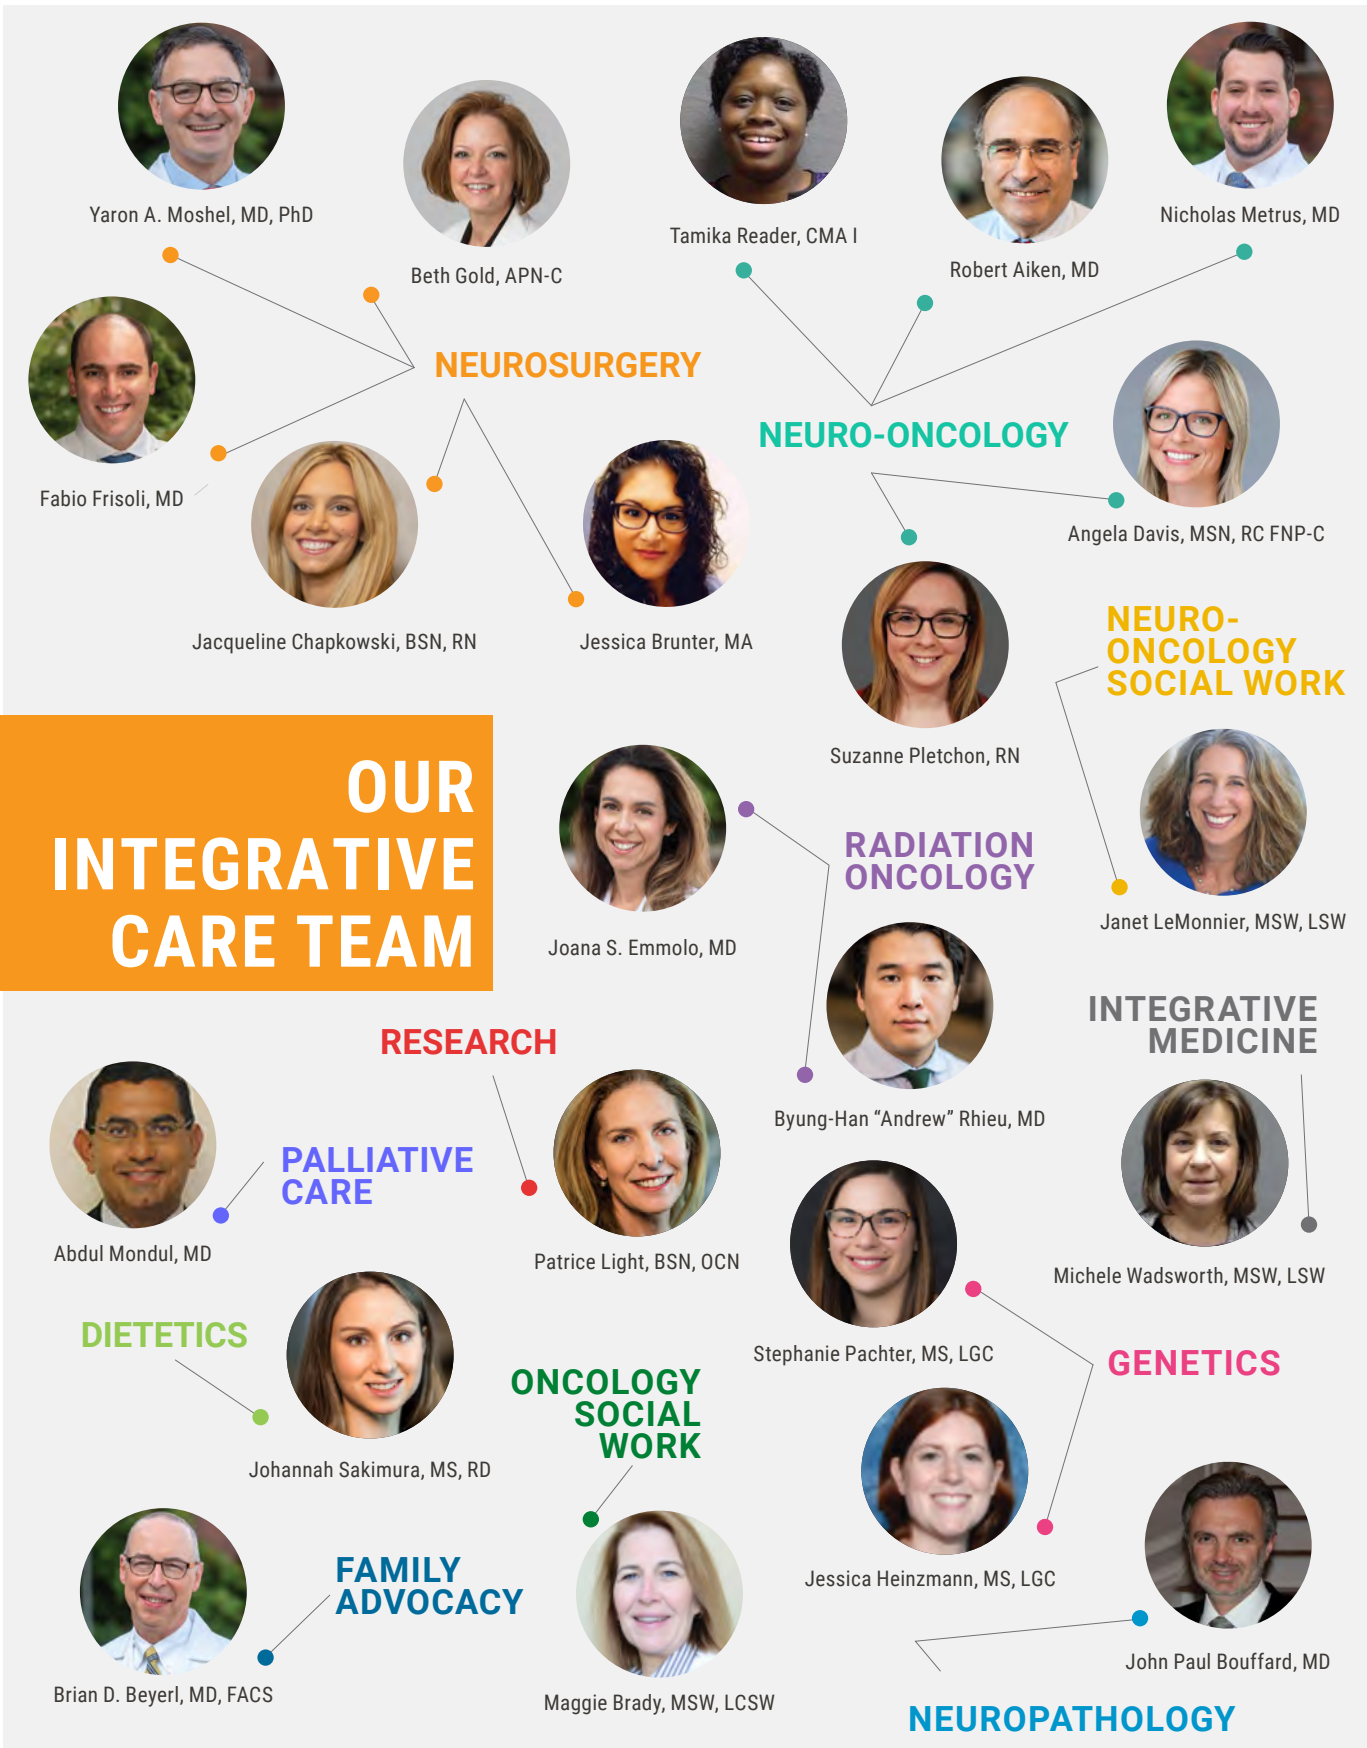 Yaron A. Moshel, MD, PhD
Beth Gold, APN-C
Tamika Reader, CMA I
Robert Aiken, MD
Nicholas Metrus, MD
NEUROSURGERY
NEURO-ONCOLOGY
Fabio Frisoli, MD
Angela Davis, MSN, RC FNP-C
Jacqueline Chapkowski, BSN, RN
Jessica Brunter, MA
NEURO-
ONCOLOGY
SOCIAL WORK
Suzanne Pletchon, RN
OUR
INTEGRATIVE
CARE TEAM
RADIATION
ONCOLOGY
Janet LeMonnier, MSW, LSW
Joana S. Emmolo, MD
INTEGRATIVE
MEDICINE
RESEARCH
Byung-Han “Andrew” Rhieu, MD
PALLIATIVE
CARE
Abdul Mondul, MD
Patrice Light, BSN, OCN
Michele Wadsworth, MSW, LSW
DIETETICS
Stephanie Pachter, MS, LGC
GENETICS
ONCOLOGY
SOCIAL
WORK
Johannah Sakimura, MS, RD
FAMILY
ADVOCACY
Jessica Heinzmann, MS, LGC
John Paul Bouffard, MD
Brian D. Beyerl, MD, FACS
Maggie Brady, MSW, LCSW
NEUROPATHOLOGY